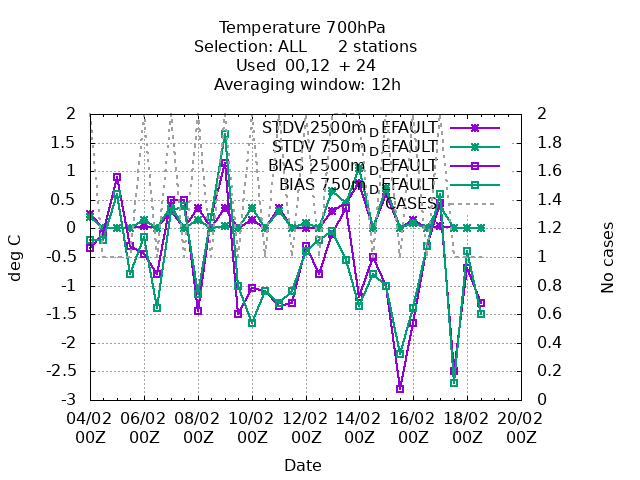 Temperature 700hPa
Selection: ALL 2 stations
Used 00,12 + 24
Averaging window: 12h
STDV 2500m DEFAULT
STDV 750m DEFAULT
BIAS 2500m DEFAULT
BIAS 750m DEFAULT
CASES
2
1.5
1
0.5
0
-0.5
-1
-1.5
-2
-2.5
-3
deg C
2
1.8
1.6
1.4
1.2
1
0.8
0.6
0.4
0.2
0
No cases
04/02 06/02 08/02 10/02 12/02 14/02 16/02 18/02 20/02
00Z 00Z 00Z 00Z 00Z 00Z 00Z 00Z 00Z
Date